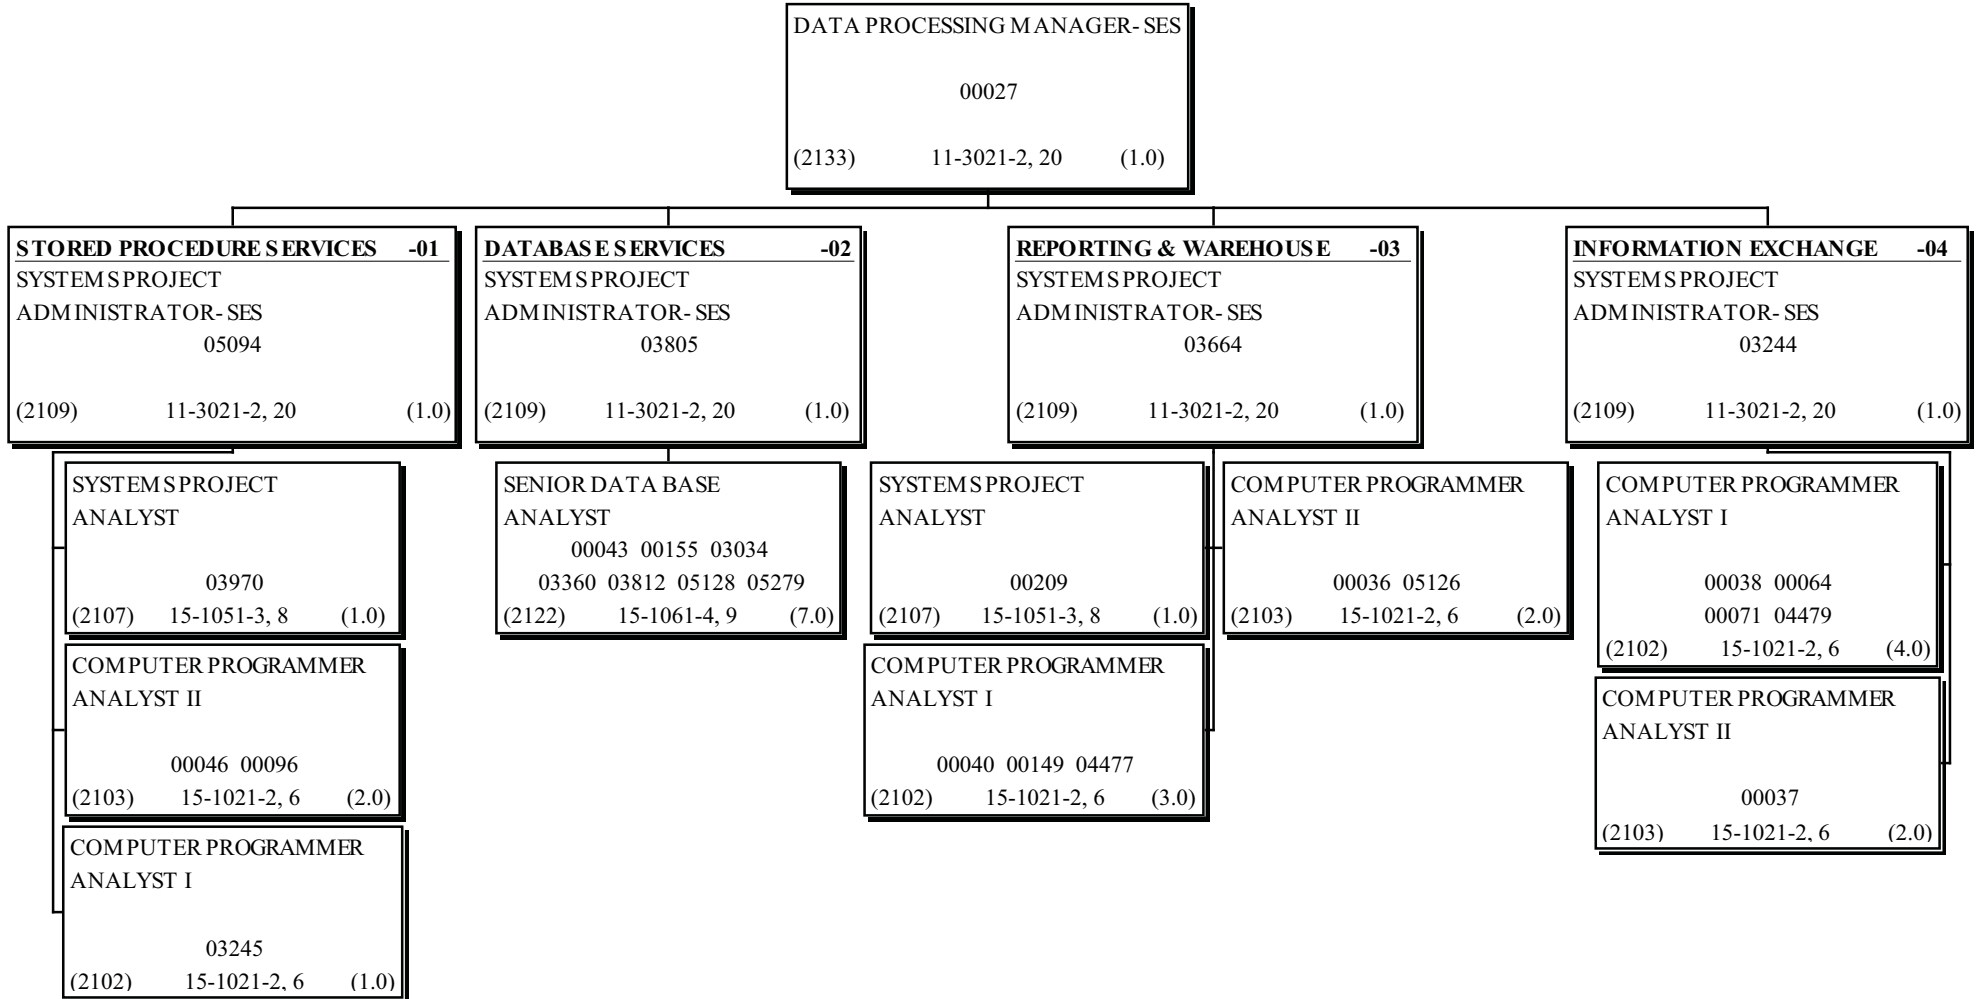 DATA PROCESSING MANAGER- SES
00027
(2133) 11-3021-2, 20 (1.0)
STORED PROCEDURE SERVICES -01
SYSTEMS PROJECT
ADMINISTRATOR- SES
05094
(2109) 11-3021-2, 20 (1.0)
DATABASE SERVICES -02
SYSTEMS PROJECT
ADMINISTRATOR- SES
03805
(2109) 11-3021-2, 20 (1.0)
REPORTING & WAREHOUSE -03
SYSTEMS PROJECT
ADMINISTRATOR- SES
03664
(2109) 11-3021-2, 20 (1.0)
INFORMATION EXCHANGE -04
SYSTEMS PROJECT
ADMINISTRATOR- SES
03244
(2109) 11-3021-2, 20 (1.0)
SYSTEMS PROJECT
ANALYST
03970
(2107) 15-1051-3, 8 (1.0)
COMPUTER PROGRAMMER
ANALYST II
00046 00096
(2103) 15-1021-2, 6 (2.0)
COMPUTER PROGRAMMER
ANALYST I
03245
(2102) 15-1021-2, 6 (1.0)
SENIOR DATA BASE
ANALYST
00043 00155 03034
03360 03812 05128 05279
(2122) 15-1061-4, 9 (7.0)
SYSTEMS PROJECT
ANALYST
00209
(2107) 15-1051-3, 8 (1.0)
COMPUTER PROGRAMMER
ANALYST II
00036 05126
(2103) 15-1021-2, 6 (2.0)
COMPUTER PROGRAMMER
ANALYST I
00040 00149 04477
(2102) 15-1021-2, 6 (3.0)
COMPUTER PROGRAMMER
ANALYST I
00038 00064
00071 04479
(2102) 15-1021-2, 6 (4.0)
COMPUTER PROGRAMMER
ANALYST II
00037
(2103) 15-1021-2, 6 (2.0)